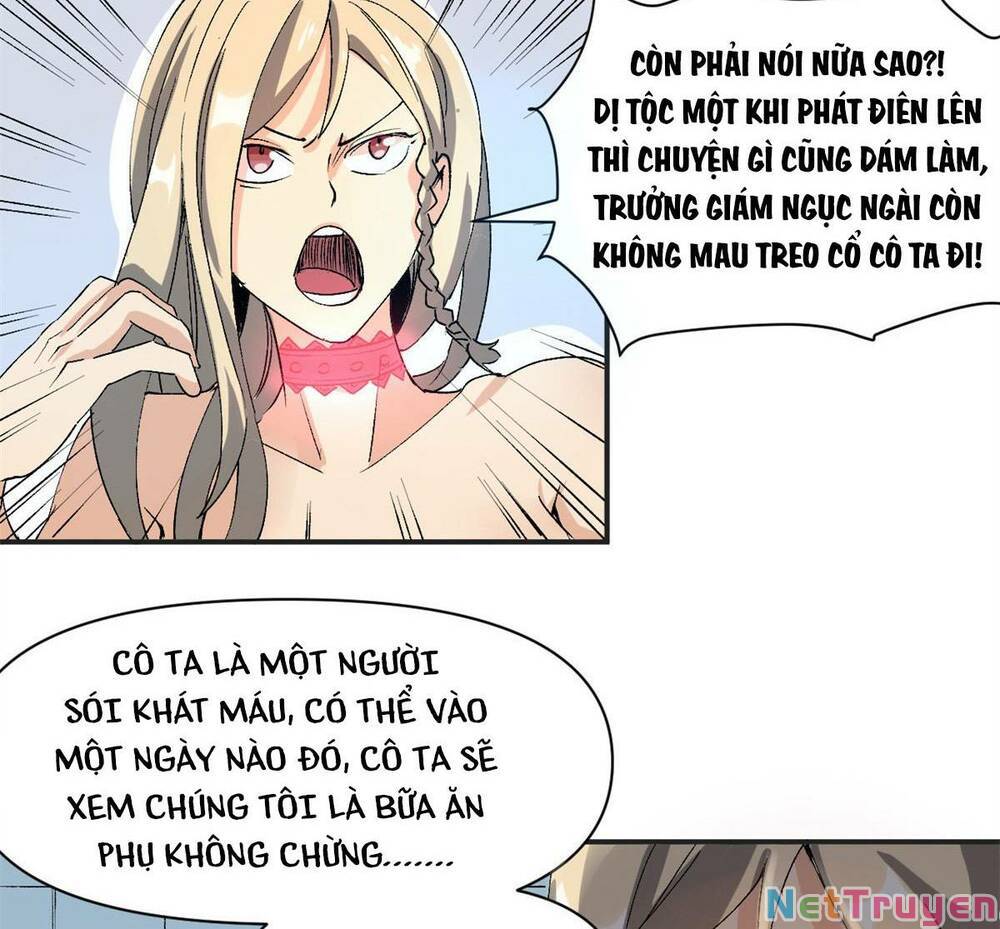 CÒN PHẢI NÓI NỮA SAO?!
DỊ TỘC MỘT KHI PHÁT ĐIÊN LÊN
THÌ CHUYỆN GÌ CŨNG DÁM LÀM,
TRƯỞNG GIÁM NGỤC NGÀI CÒN
KHÔNG MAU TREO CỔ CÔ TA ĐI!
CÔ TA LÀ MỘT NGƯỜI
SÓI KHÁT MÁU, CÓ THỂ VÀO
MỘT NGÀY NÀO ĐÓ, CÔ TA SẼ
XEM CHÚNG TÔI LÀ BỮA ĂN
PHỤ KHÔNG CHỪNG.......
NETTRUYEN